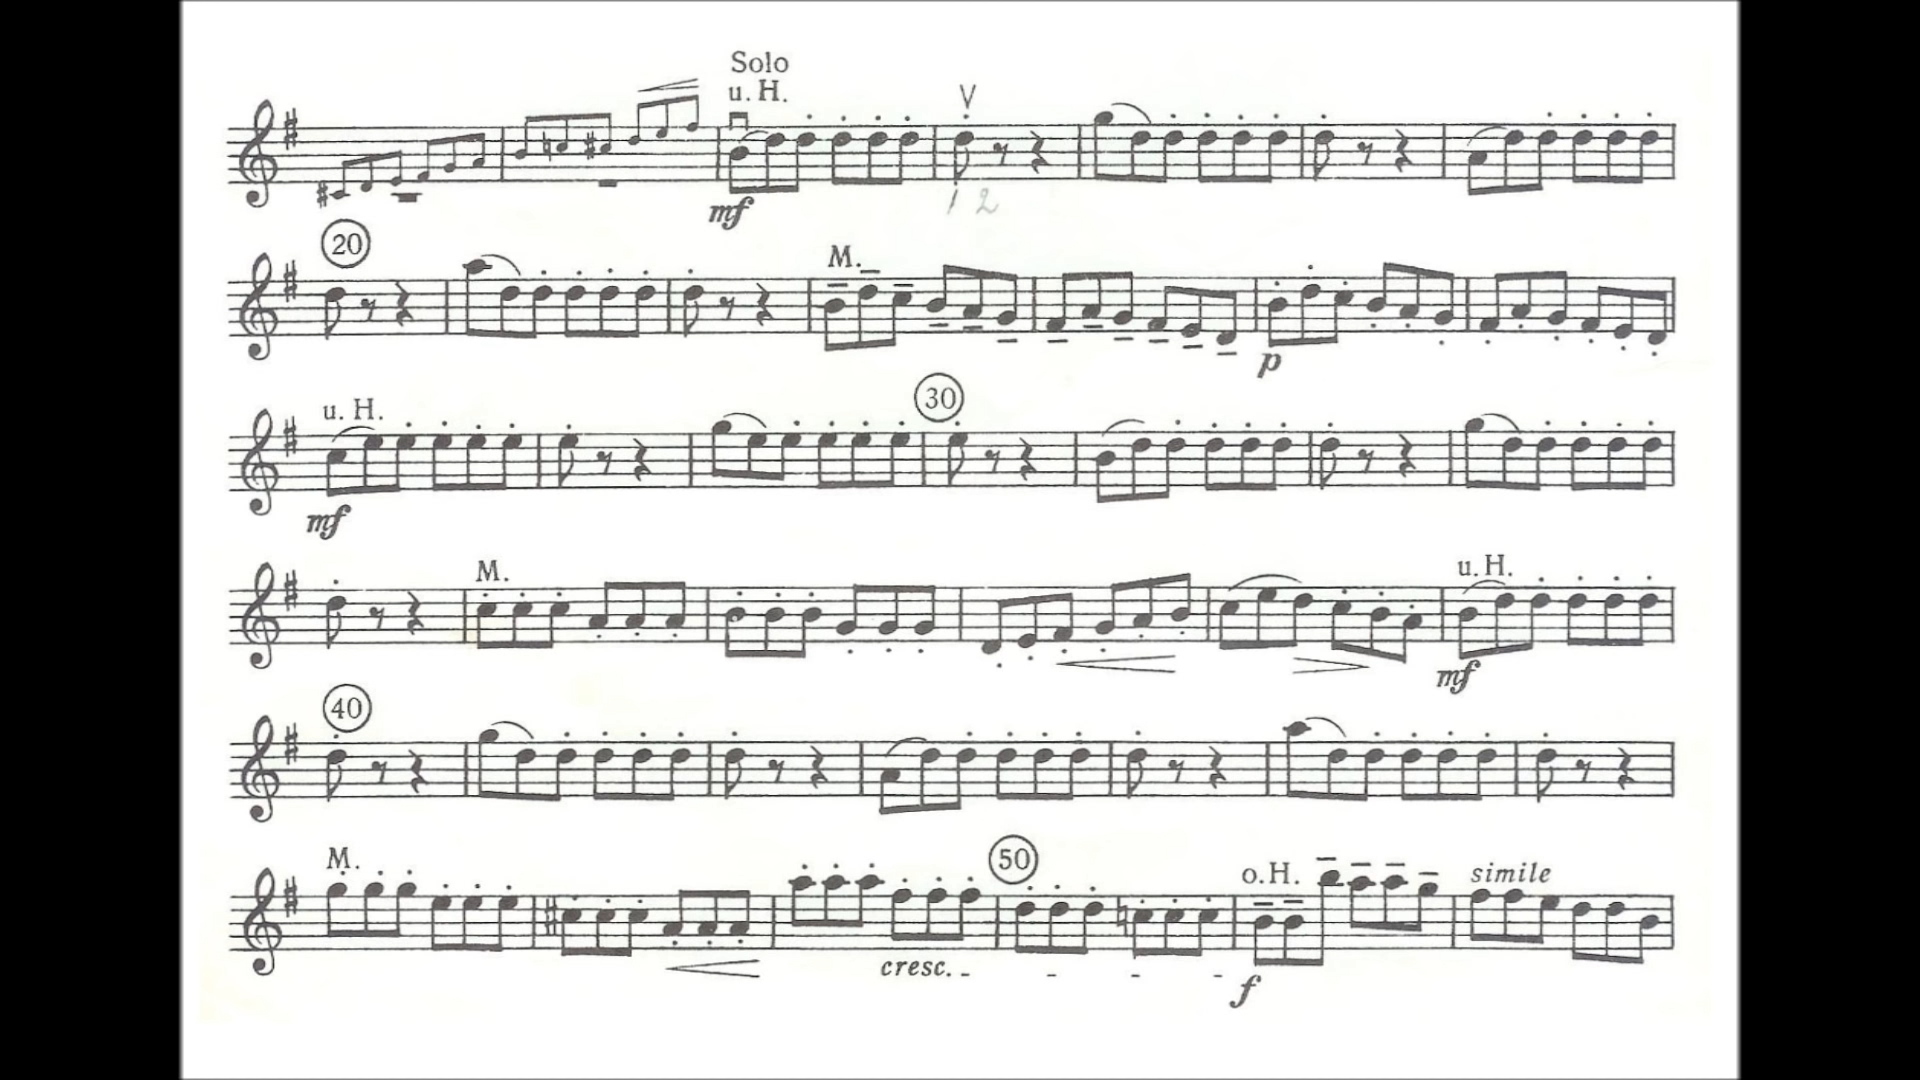 Solo
u. H.
V
mf
1 2
20
M.
p
u. H.
30
mf
M.
u. H.
mf
40
M.
50
o.H.
simile
cresc.
f